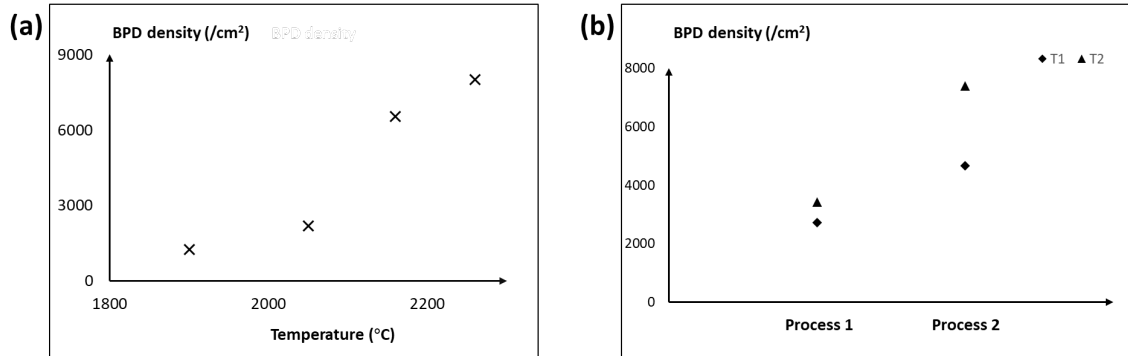 (a)
BPD density (/cm²) BPD density
9000
6000
3000
0
1800 2000 2200
Temperature (°C)
(b)
BPD density (/cm²)
T1 T2
8000
6000
4000
2000
0
Process 1 Process 2